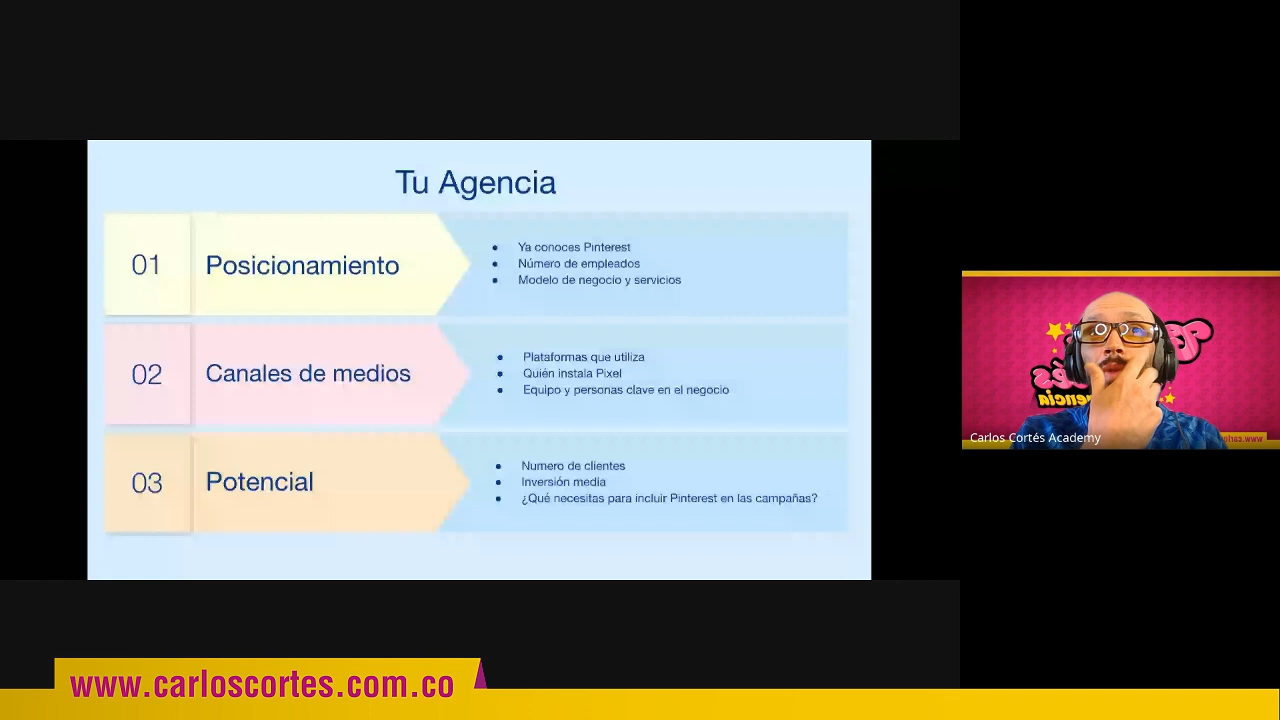 Tu Agencia
01
Posicionamiento
● Ya conoces Pinterest
● Número de empleados
● Modelo de negocio y servicios
02
Canales de medios
● Plataformas que utiliza
● Quién instala Pixel
● Equipo y personas clave en el negocio
03
Potencial
● Numero de clientes
● Inversión media
● ¿Qué necesitas para incluir Pinterest en las campañas?
Carlos Cortés Academy
www.carloscortes.com.co